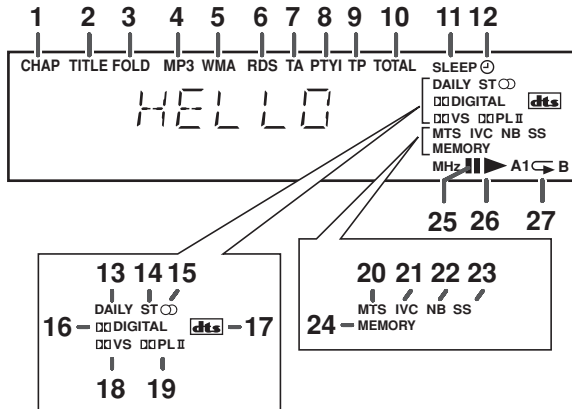 1 2 3 4 5 6 7 8 9 10 11 12
CHAP TITLE FOLD MP3 WMA RDS TA PTYI TP TOTAL SLEEP
DAILY ST
DIGITAL dts
HELLO
VS PL II
MTS IVC NB SS
MEMORY
MHz A1 B
25 26 27
13 14 15
DAILY ST
16 DIGITAL dts 17
VS PL II
18 19
20 21 22 23
MTS IVC NB SS
24 MEMORY